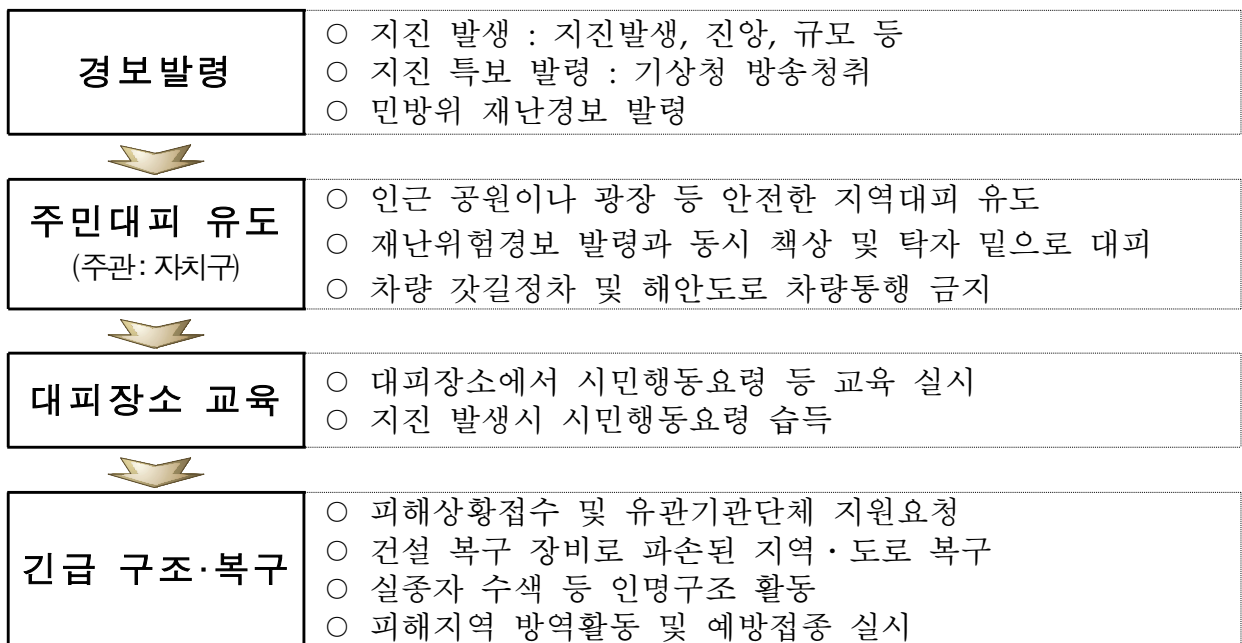 경보발령
○ 지진 발생 : 지진발생, 진앙, 규모 등
○ 지진 특보 발령 : 기상청 방송청취
○ 민방위 재난경보 발령
주민대피 유도
(주관: 자치구)
○ 인근 공원이나 광장 등 안전한 지역대피 유도
○ 재난위험경보 발령과 동시 책상 및 탁자 밑으로 대피
○ 차량 갓길정차 및 해안도로 차량통행 금지
대피장소 교육
○ 대피장소에서 시민행동요령 등 교육 실시
○ 지진 발생시 시민행동요령 습득
긴급 구조·복구
○ 피해상황접수 및 유관기관단체 지원요청
○ 건설 복구 장비로 파손된 지역·도로 복구
○ 실종자 수색 등 인명구조 활동
○ 피해지역 방역활동 및 예방접종 실시